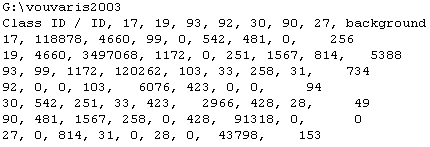 G:\vouvaris2003
Class ID / ID, 17, 19, 93, 92, 30, 90, 27, background
17, 118878, 4660, 99, 0, 542, 481, 0, 256
19, 4660, 3497068, 1172, 0, 251, 1567, 814, 5388
93, 99, 1172, 120262, 103, 33, 258, 31, 734
92, 0, 0, 103, 6076, 423, 0, 0, 94
30, 542, 251, 33, 423, 2966, 428, 28, 49
90, 481, 1567, 258, 0, 428, 91318, 0, 0
27, 0, 814, 31, 0, 28, 0, 43798, 153